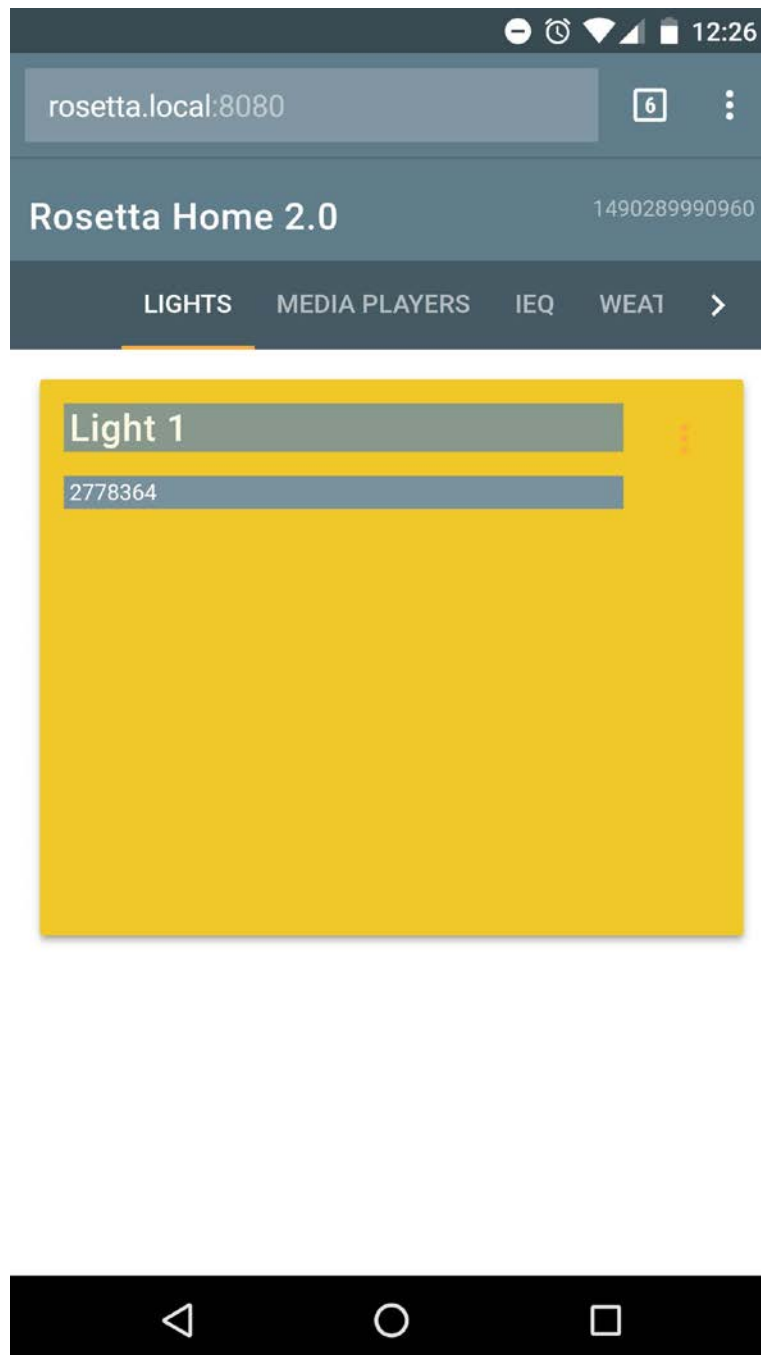 12:26
rosetta.local:8080
6
Rosetta Home 2.0
1490289990960
LIGHTS MEDIA PLAYERS IEQ WEAT
Light 1
2778364